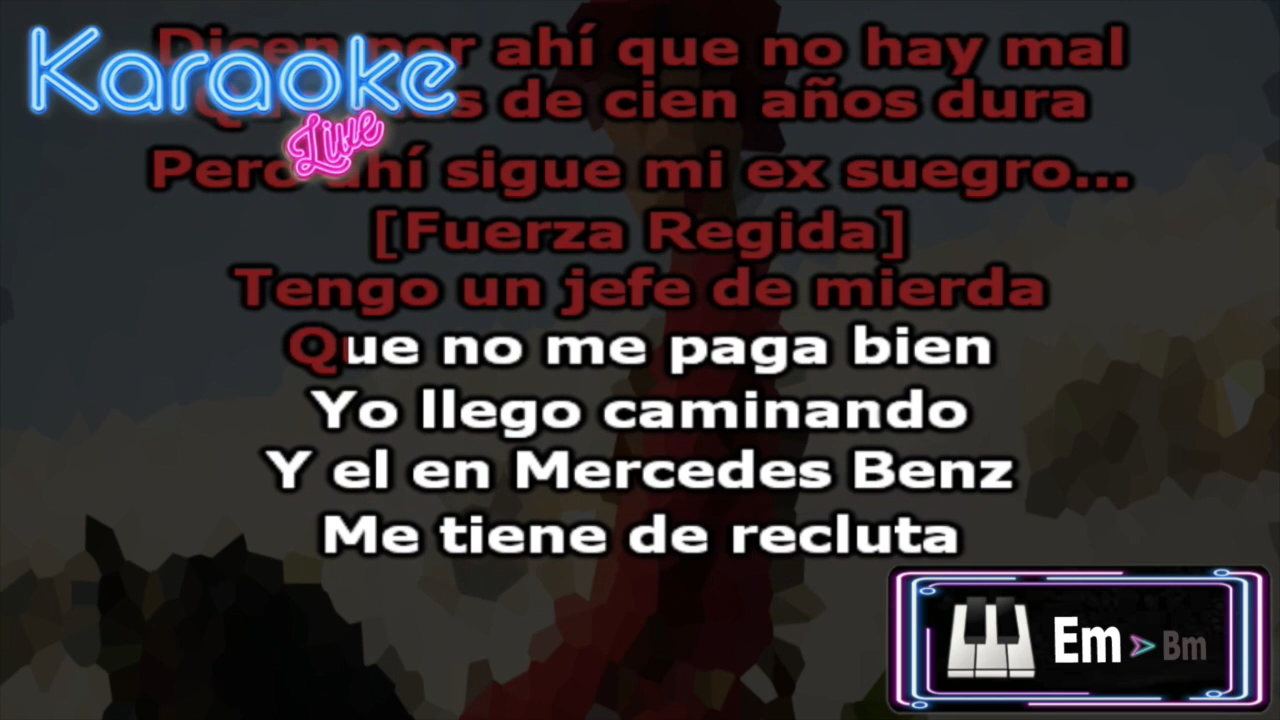 Karaoke
Live
por ahí que no hay mal
de cien años dura
Pero ahí sigue mi ex suegro...
[Fuerza Regida]
Tengo un jefe de mierda
Que no me paga bien
Yo llego caminando
Y el en Mercedes Benz
Me tiene de recluta
Em > Bm